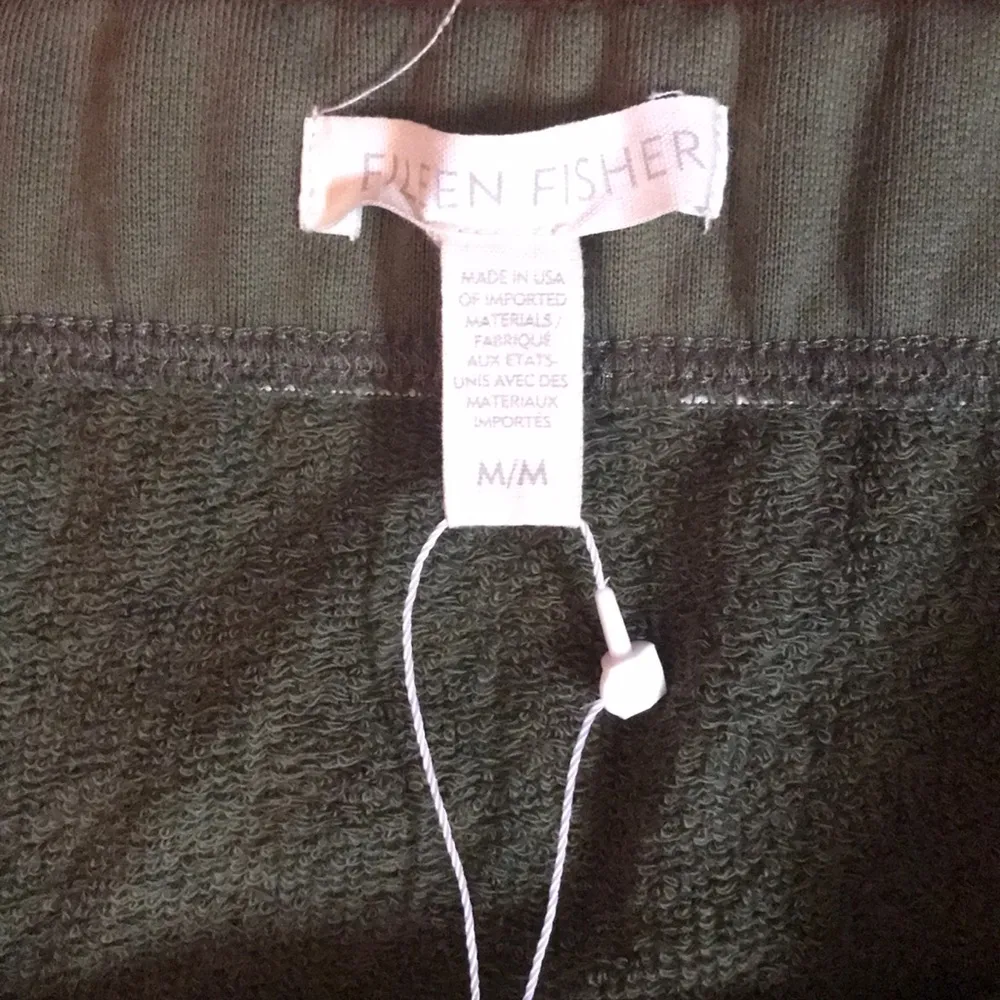 EILEEN FISHER
MADE IN USA
OF IMPORTED
MATERIALS /
FABRIQUÉ
AUX ETATS-
UNIS AVEC DES
MATERIAUX
IMPORTÉS
M/M